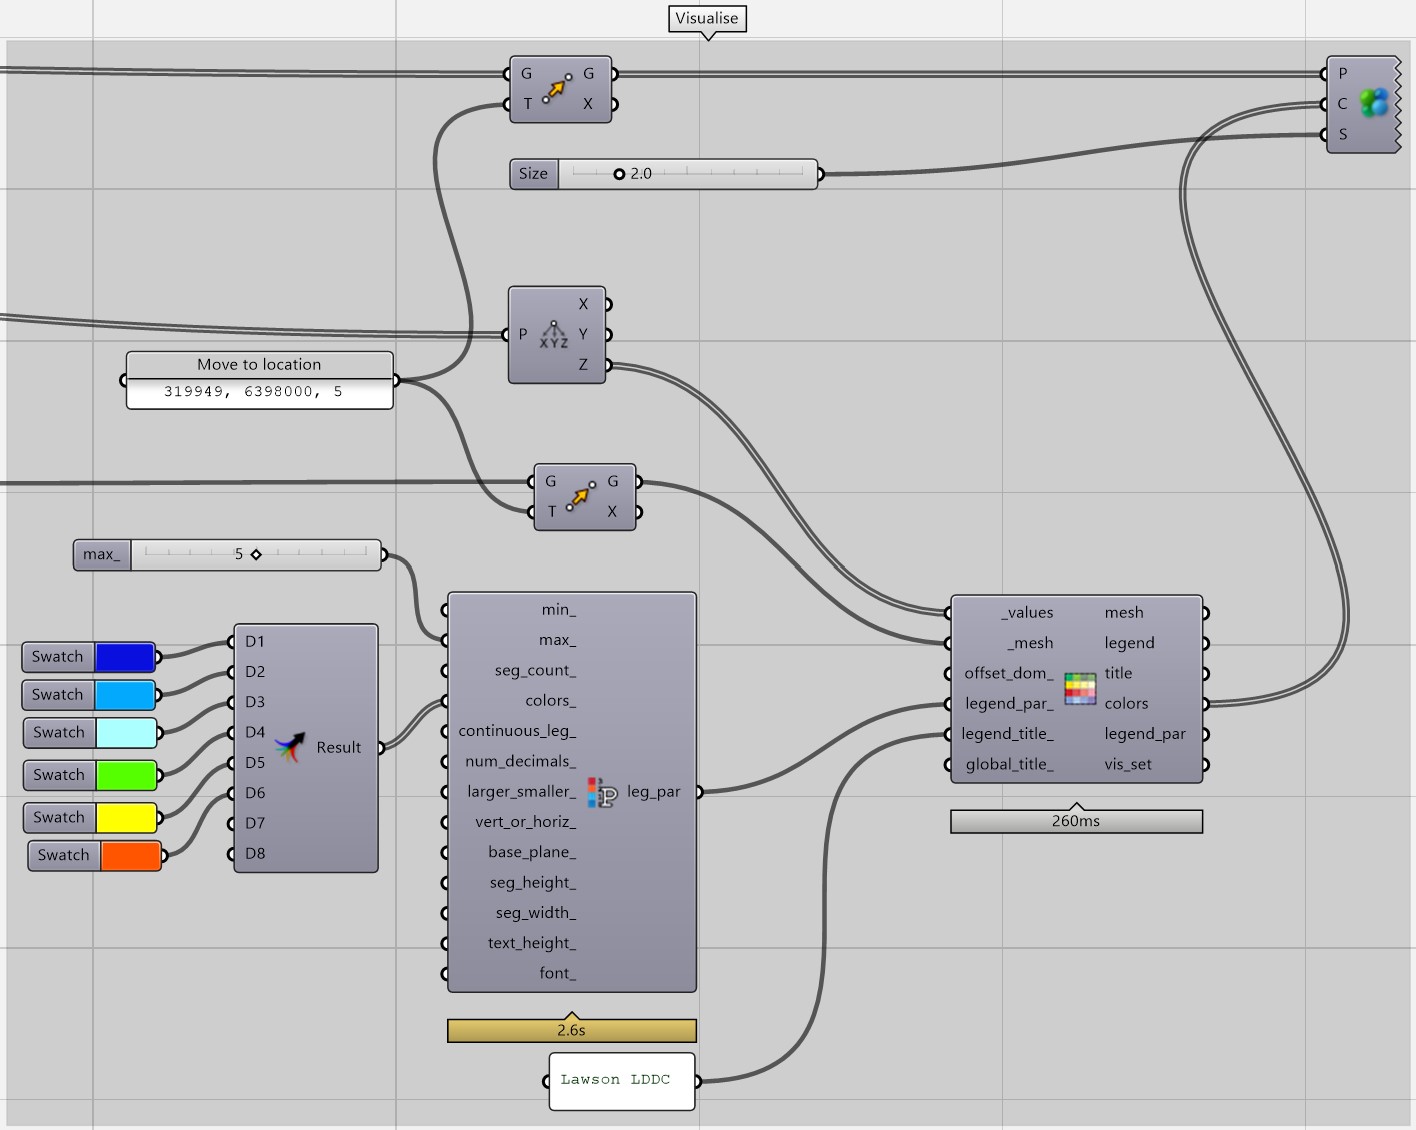 Visualise
G G
T X
P
C
S
Size 2.0
X
P Y
Z
XYZ
Move to location
319949, 6398000, 5
G G
T X
max_ 5
Swatch
Swatch
Swatch
Swatch
Swatch
Swatch
D1
D2
D3
D4
D5
D6
D7
D8
Result
min_
max_
seg_count_
colors_
continuous_leg_
num_decimals_
larger_smaller_
vert_or_horiz_
base_plane_
seg_height_
seg_width_
text_height_
font_
P
leg_par
2.6s
Lawson LDDC
_values mesh
_mesh legend
offset_dom_ title
legend_par_ colors
legend_title_ legend_par
global_title_ vis_set
260ms